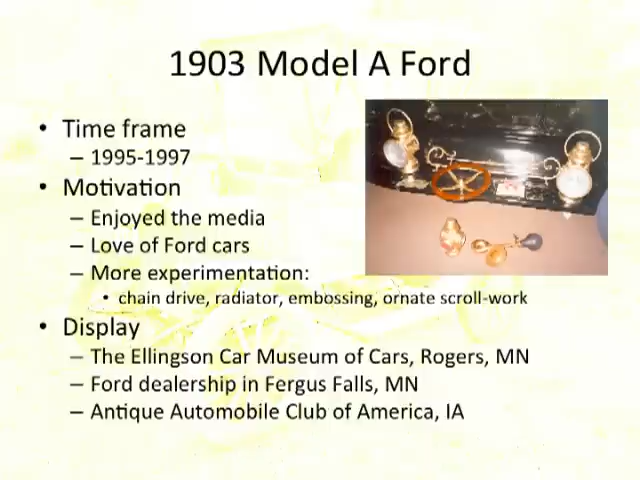 1903 Model A Ford
• Time frame
– 1995-1997
• Motivation
– Enjoyed the media
– Love of Ford cars
– More experimentation:
• chain drive, radiator, embossing, ornate scroll-work
• Display
– The Ellingson Car Museum of Cars, Rogers, MN
– Ford dealership in Fergus Falls, MN
– Antique Automobile Club of America, IA